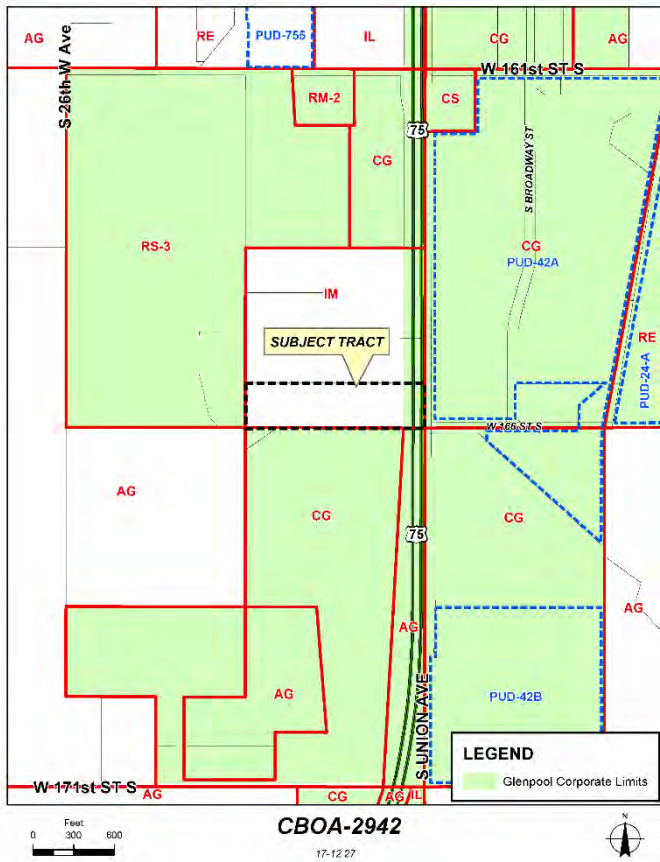 AG
RE
PUD-755
IL
CG
AG
S 26th W Ave
W 161st ST S
RM-2
CS
75
CG
S BROADWAY ST
RS-3
CG
PUD-42A
IM
SUBJECT TRACT
RE
PUD-24-A
W 166 ST S
AG
CG
CG
75
AG
AG
AG
PUD-42B
S UNION AVE
LEGEND
Glenpool Corporate Limits
W 171st ST S
AG
CG
AG
IL
Feet
0 300 600
CBOA-2942
17-12 27
N